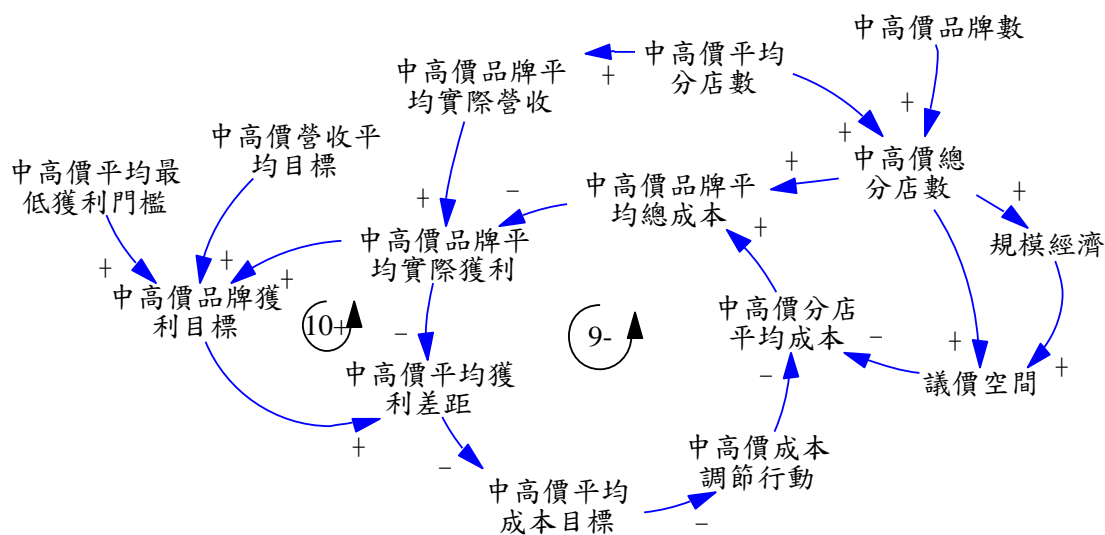 中高價品牌數
中高價平均
分店數
中高價品牌平
均實際營收
+
+
+
中高價營收平
均目標
中高價總
分店數
中高價平均最
低獲利門檻
中高價品牌平
均總成本
+
−
+
+
中高價品牌平
均實際獲利
+
規模經濟
+
+
+
中高價品牌獲
利目標
10+
−
9-
中高價分店
平均成本
−
+
+
議價空間
中高價平均獲
利差距
−
+
−
中高價成本
調節行動
中高價平均
成本目標
−